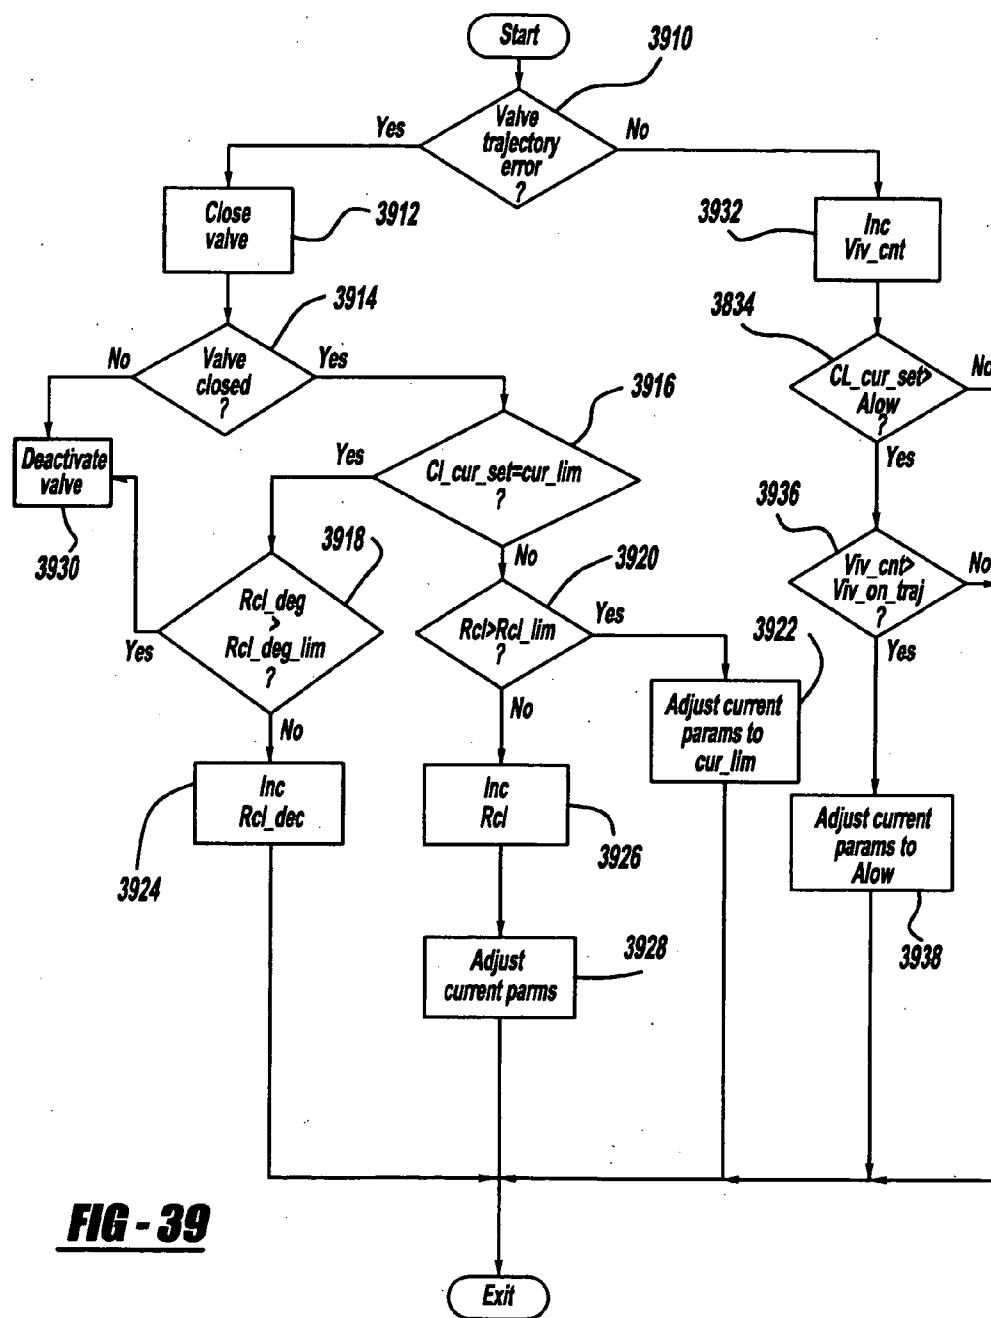 Start
3910
Valve
trajectory
error
?
Yes
No
Close
valve
3912
3932
Inc
Viv_cnt
3914
3834
Valve
closed
?
No
Yes
CL_cur_set>
Alow
?
No
Yes
3916
Cl_cur_set=cur_lim
?
Yes
No
Deactivate
valve
3930
3936
Viv_cnt>
Viv_on_traj
?
No
Yes
3918
Rcl_deg
>
Rcl_deg_lim
?
Yes
No
3920
Rcl>Rcl_lim
?
Yes
No
3922
Adjust current
params to
cur_lim
Inc
Rcl_dec
3924
Inc
Rcl
3926
Adjust current
params to
Alow
3938
Adjust
current parms
3928
FIG - 39
Exit